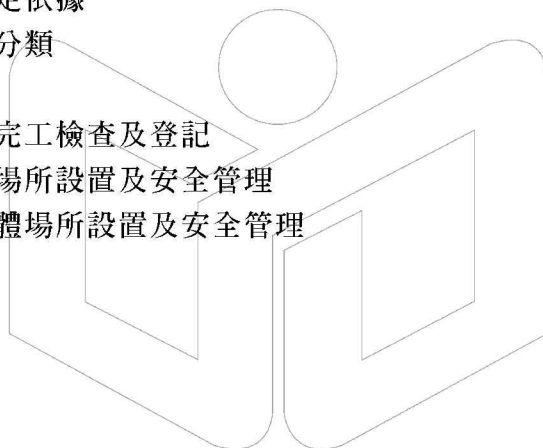 定依據
分類
完工檢查及登記
場所設置及安全管理
體場所設置及安全管理